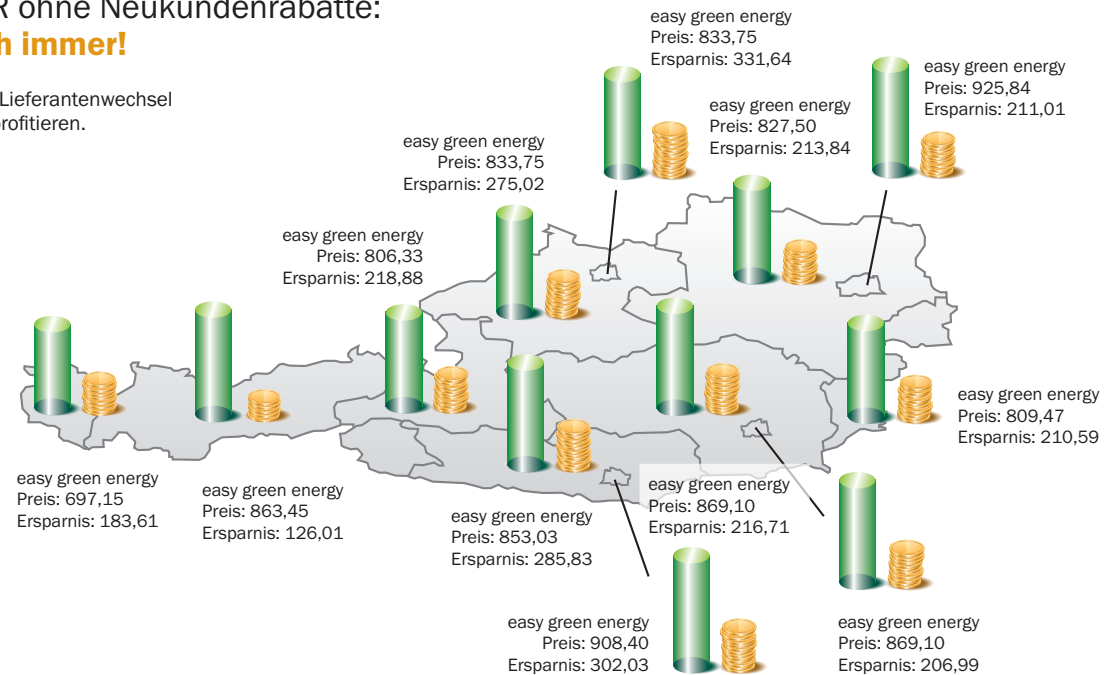 R ohne Neukundenrabatte:
h immer!
Lieferantenwechsel
profitieren.
easy green energy
Preis: 833,75
Ersparnis: 331,64
easy green energy
Preis: 925,84
Ersparnis: 211,01
easy green energy
Preis: 827,50
Ersparnis: 213,84
easy green energy
Preis: 833,75
Ersparnis: 275,02
easy green energy
Preis: 806,33
Ersparnis: 218,88
easy green energy
Preis: 809,47
Ersparnis: 210,59
easy green energy
Preis: 697,15
Ersparnis: 183,61
easy green energy
Preis: 863,45
Ersparnis: 126,01
easy green energy
Preis: 853,03
Ersparnis: 285,83
easy green energy
Preis: 869,10
Ersparnis: 216,71
easy green energy
Preis: 908,40
Ersparnis: 302,03
easy green energy
Preis: 869,10
Ersparnis: 206,99